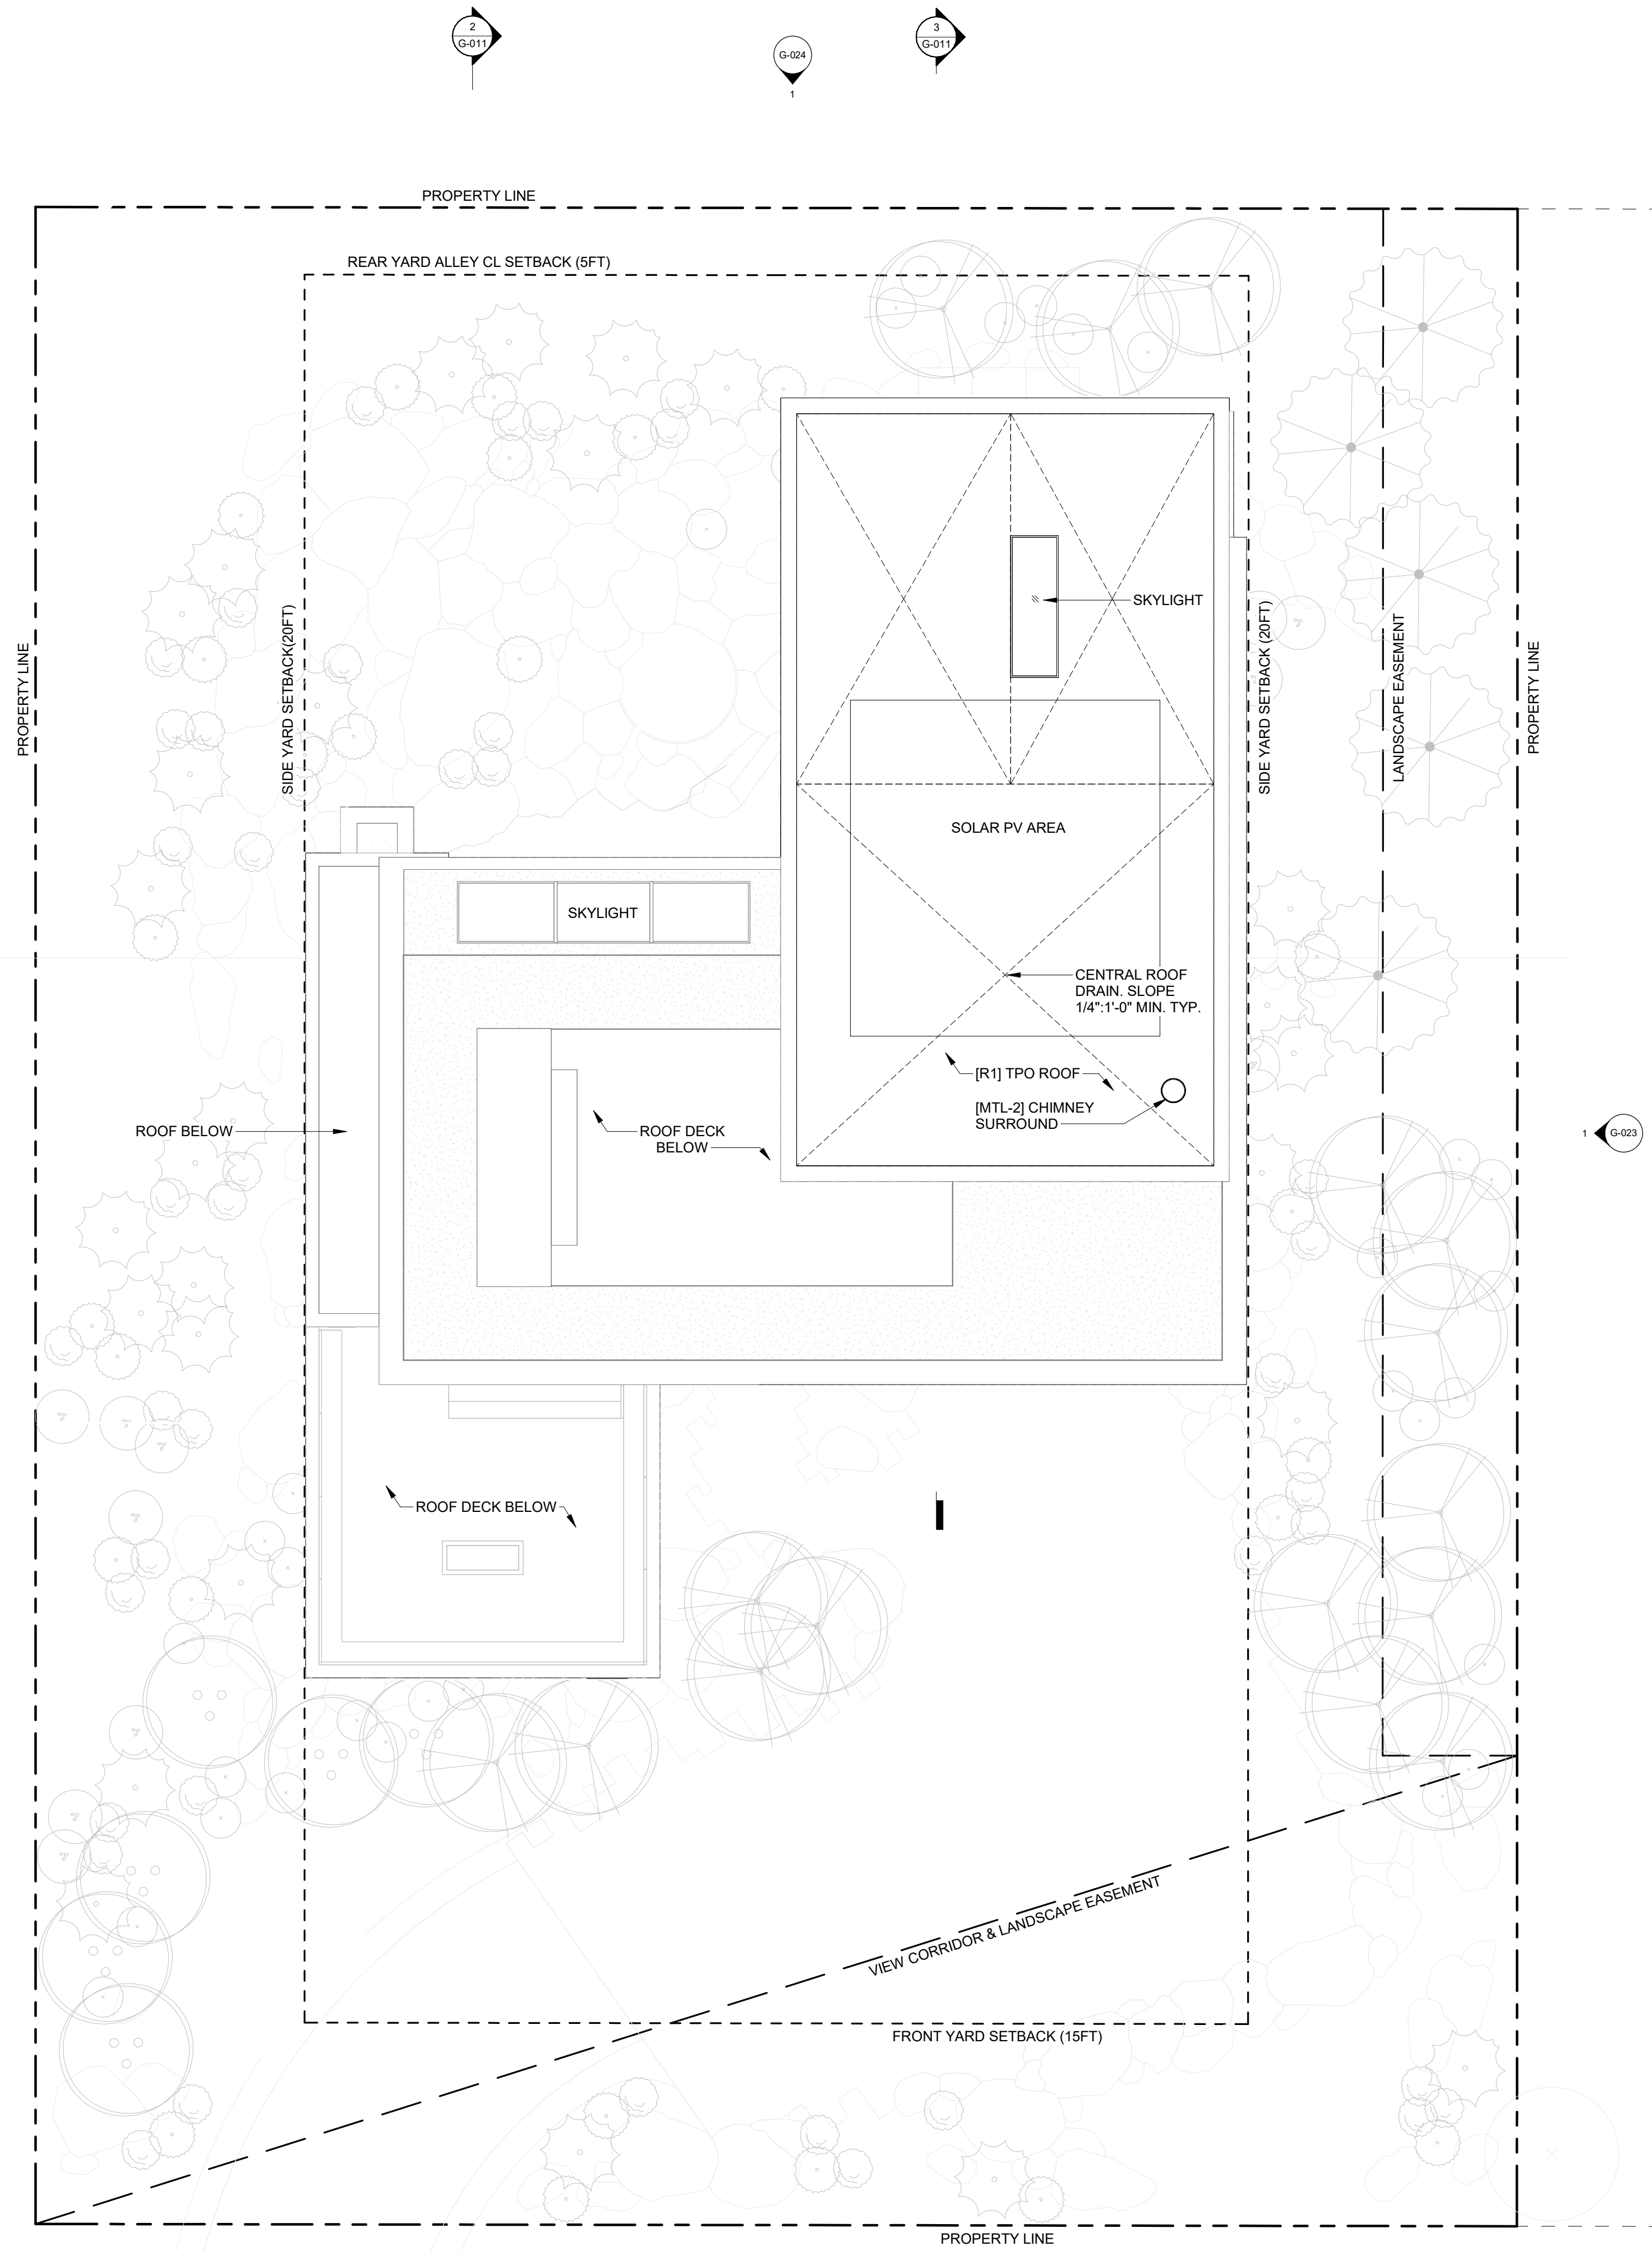 2
G-011
G-024
1
3
G-011
PROPERTY LINE
REAR YARD ALLEY CL SETBACK (5FT)
PROPERTY LINE
SIDE YARD SETBACK(20FT)
SKYLIGHT
SIDE YARD SETBACK (20FT)
LANDSCAPE EASEMENT
PROPERTY LINE
SOLAR PV AREA
SKYLIGHT
CENTRAL ROOF
DRAIN. SLOPE
1/4":1'-0" MIN. TYP.
[R1] TPO ROOF
[MTL-2] CHIMNEY
SURROUND
ROOF BELOW
ROOF DECK
BELOW
1
G-023
ROOF DECK BELOW
VIEW CORRIDOR & LANDSCAPE EASEMENT
FRONT YARD SETBACK (15FT)
PROPERTY LINE